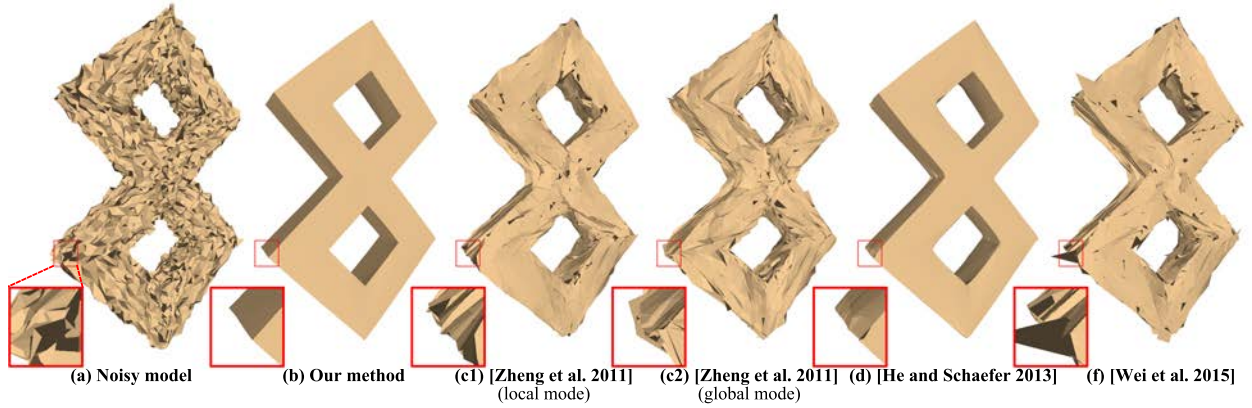 (a) Noisy model
(b) Our method
(c1) [Zheng et al. 2011]
(local mode)
(c2) [Zheng et al. 2011]
(global mode)
(d) [He and Schaefer 2013]
(f) [Wei et al. 2015]